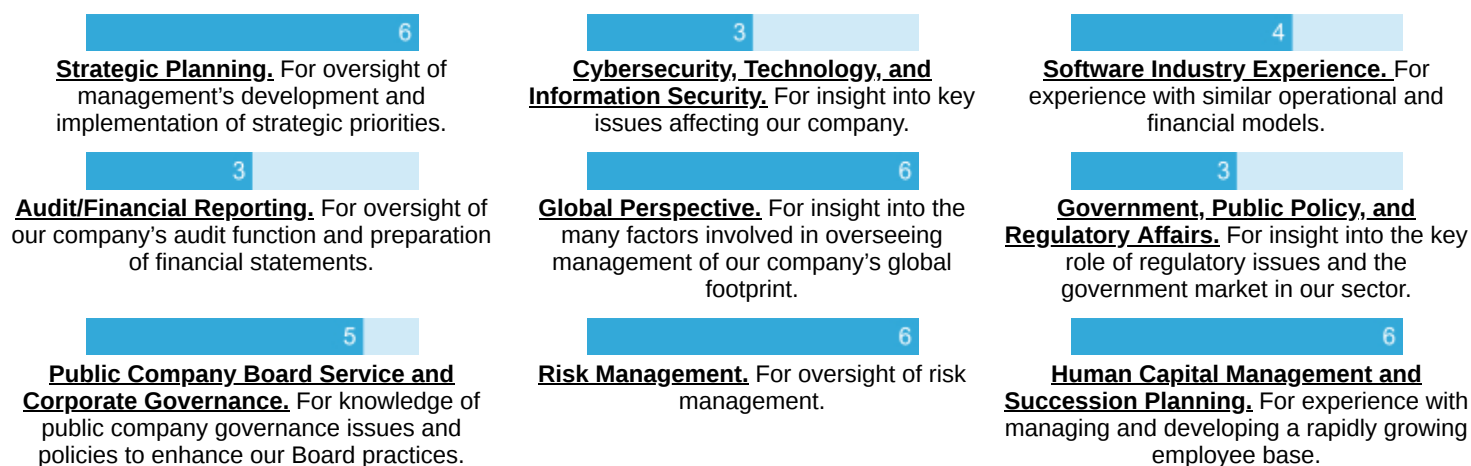 6
Strategic Planning. For oversight of
management’s development and
implementation of strategic priorities.
3
Cybersecurity, Technology, and
Information Security. For insight into key
issues affecting our company.
4
Software Industry Experience. For
experience with similar operational and
financial models.
3
Audit/Financial Reporting. For oversight of
our company’s audit function and preparation
of financial statements.
6
Global Perspective. For insight into the
many factors involved in overseeing
management of our company’s global
footprint.
3
Government, Public Policy, and
Regulatory Affairs. For insight into the key
role of regulatory issues and the
government market in our sector.
5
Public Company Board Service and
Corporate Governance. For knowledge of
public company governance issues and
policies to enhance our Board practices.
6
Risk Management. For oversight of risk
management.
6
Human Capital Management and
Succession Planning. For experience with
managing and developing a rapidly growing
employee base.